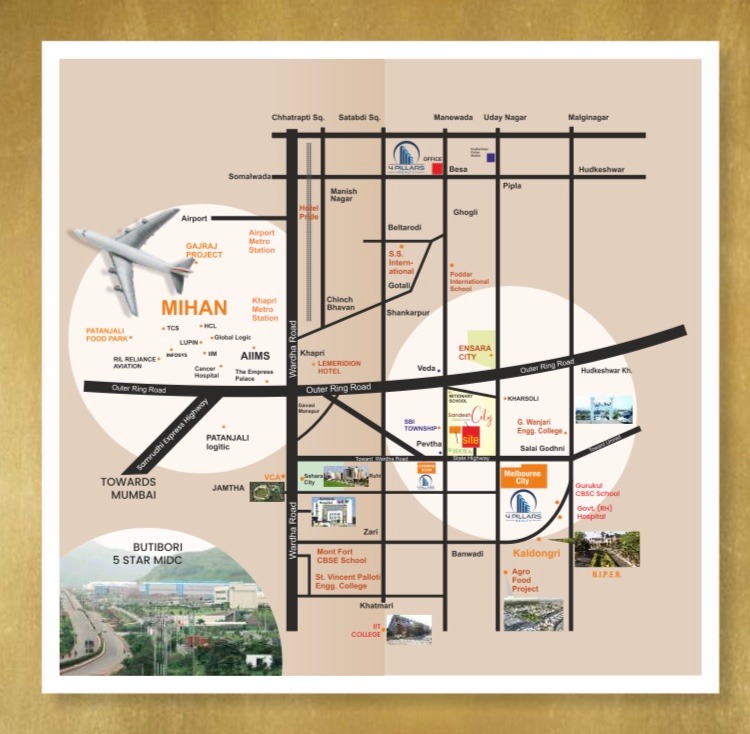 Chhatrapti Sq.
Satabdi Sq.
Manewada
Uday Nagar
Malginagar
4 PILLARS
OFFICE
Somalwada
Besa
Hudkeshwar
Manish
Nagar
Pipla
Hotel
Pride
Airport
Ghogli
Airport
Metro
Station
GAJRAJ
PROJECT
Beltarodi
S.S.
Intern-
ational
Poddar
International
School
Gotali
MIHAN
Khapri
Metro
Station
Chinch
Bhavan
Shankarpur
PATANJALI
FOOD PARK
TCS
HCL
LUPIN
Global Logic
INFOSYS
IIM
AIIMS
RIL RELIANCE
AVIATION
Cancer
Hospital
The Empress
Palace
Wardha Road
Khapri
LEMERIDION
HOTEL
ENSARA
CITY
Veda
Outer Ring Road
Outer Ring Road
Outer Ring Road
Hudkeshwar Kh.
Samrudhi Express Highway
Gavasi
Manapur
SCHOOL
Sandesh City
site
KHARSOLI
SBI
TOWNSHIP
G. Wanjari
Engg. College
Pevtha
Salai Godhni
PATANJALI
logitic
Toward Wardha Road
State Highway
Toward Umred
TOWARDS
MUMBAI
VCA
JAMTHA
Sahara
City
Ruhi
Melbourne
City
4 PILLARS
Gurukul
CBSC School
Govt. (RH)
Hospital
Wardha Road
Zari
BUTIBORI
5 STAR MIDC
Mont Fort
CBSE School
Banwadi
Kaldongri
N.I.P.E.R.
St. Vincent Palloti
Engg. College
Agro
Food
Project
Khatmari
IIT
COLLEGE